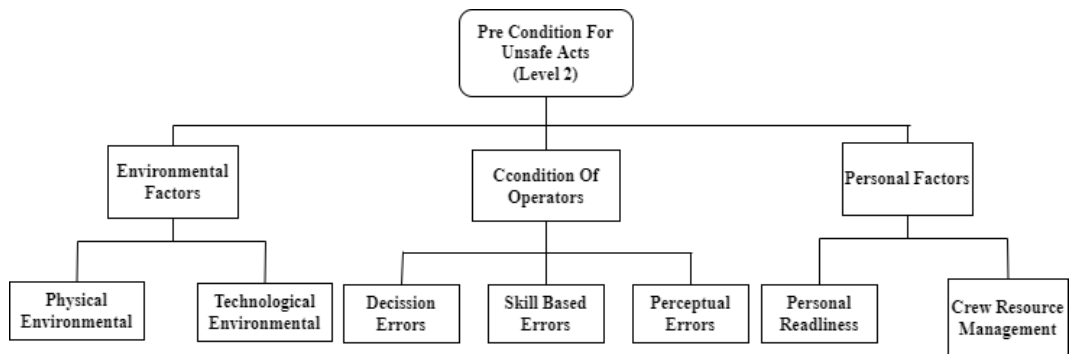 Pre Condition For
Unsafe Acts
(Level 2)
Environmental
Factors
Ccondition Of
Operators
Personal Factors
Physical
Environmental
Technological
Environmental
Decission
Errors
Skill Based
Errors
Perceptual
Errors
Personal
Readliness
Crew Resource
Management